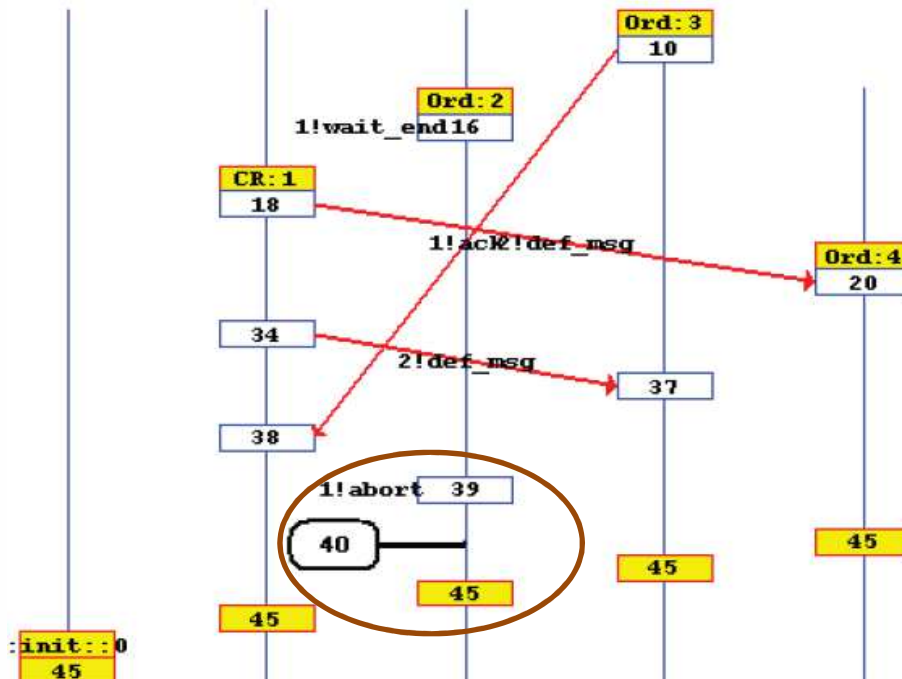 Ord:3
10
Ord:2
1!wait_end16
CR:1
18
1!ack2!def_msg
Ord:4
20
34
2!def_msg
37
38
1!abort 39
40
45
45
45
45
:init::0
45